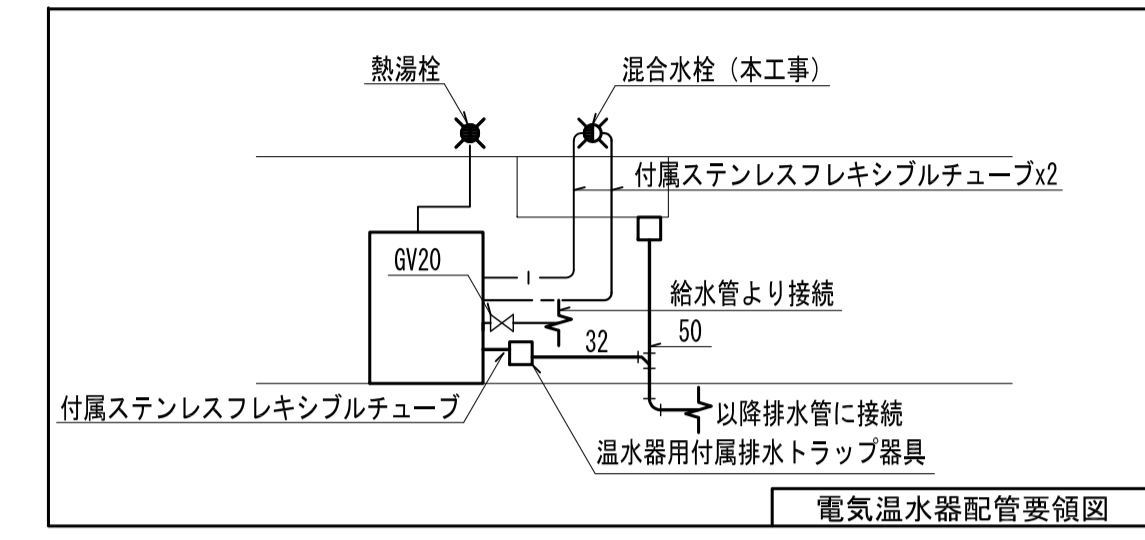 熱湯栓
混合水栓（本工事）
付属ステンレスフレキシブルチューブx2
GV20
給水管より接続
32
50
付属ステンレスフレキシブルチューブ
以降排水管に接続
温水器用付属排水トラップ器具
電気温水器配管要領図